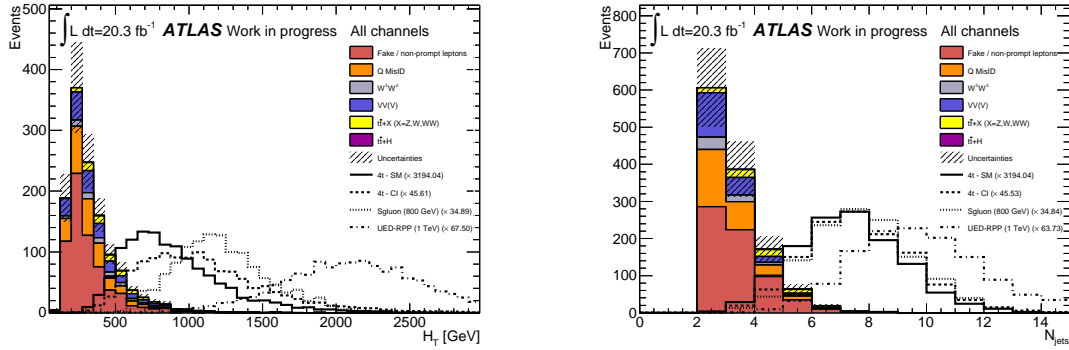 Events
∫ L dt=20.3 fb⁻¹ ATLAS Work in progress All channels
500
400
300
200
100
0
Fake / non-prompt leptons
Q MisID
W±W±
VV(V)
tt̄+X (X=Z,W,WW)
tt̄+H
Uncertainties
4t - SM (× 3194.04)
4t - CI (× 45.61)
Sgluon (800 GeV) (× 34.89)
UED-RPP (1 TeV) (× 67.50)
500 1000 1500 2000 2500
H_T [GeV]
Events
∫ L dt=20.3 fb⁻¹ ATLAS Work in progress All channels
800
700
600
500
400
300
200
100
0
Fake / non-prompt leptons
Q MisID
W±W±
VV(V)
tt̄+X (X=Z,W,WW)
tt̄+H
Uncertainties
4t - SM (× 3194.04)
4t - CI (× 45.53)
Sgluon (800 GeV) (× 34.84)
UED-RPP (1 TeV) (× 63.73)
0 2 4 6 8 10 12 14
N_jets